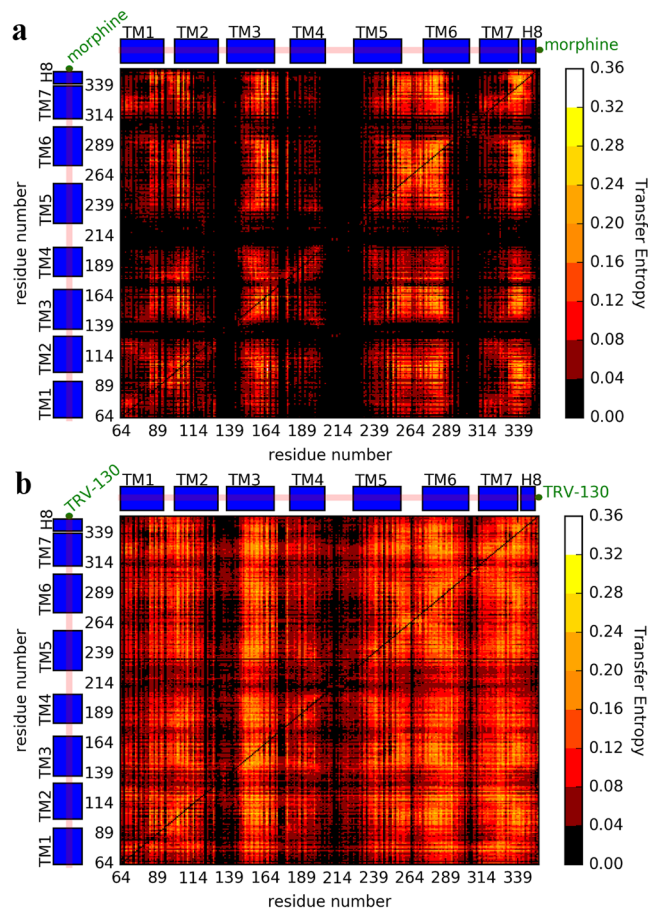 a
TM1 TM2 TM3 TM4 TM5 TM6 TM7 H8
morphine
morphine
H8
TM7
TM6
TM5
TM4
TM3
TM2
TM1
residue number
339
314
289
264
239
214
189
164
139
114
89
64
64 89 114 139 164 189 214 239 264 289 314 339
residue number
0.36
0.32
0.28
0.24
0.20
0.16
0.12
0.08
0.04
0.00
Transfer Entropy
b
TM1 TM2 TM3 TM4 TM5 TM6 TM7 H8
TRV-130
TRV-130
H8
TM7
TM6
TM5
TM4
TM3
TM2
TM1
residue number
339
314
289
264
239
214
189
164
139
114
89
64
64 89 114 139 164 189 214 239 264 289 314 339
residue number
0.36
0.32
0.28
0.24
0.20
0.16
0.12
0.08
0.04
0.00
Transfer Entropy